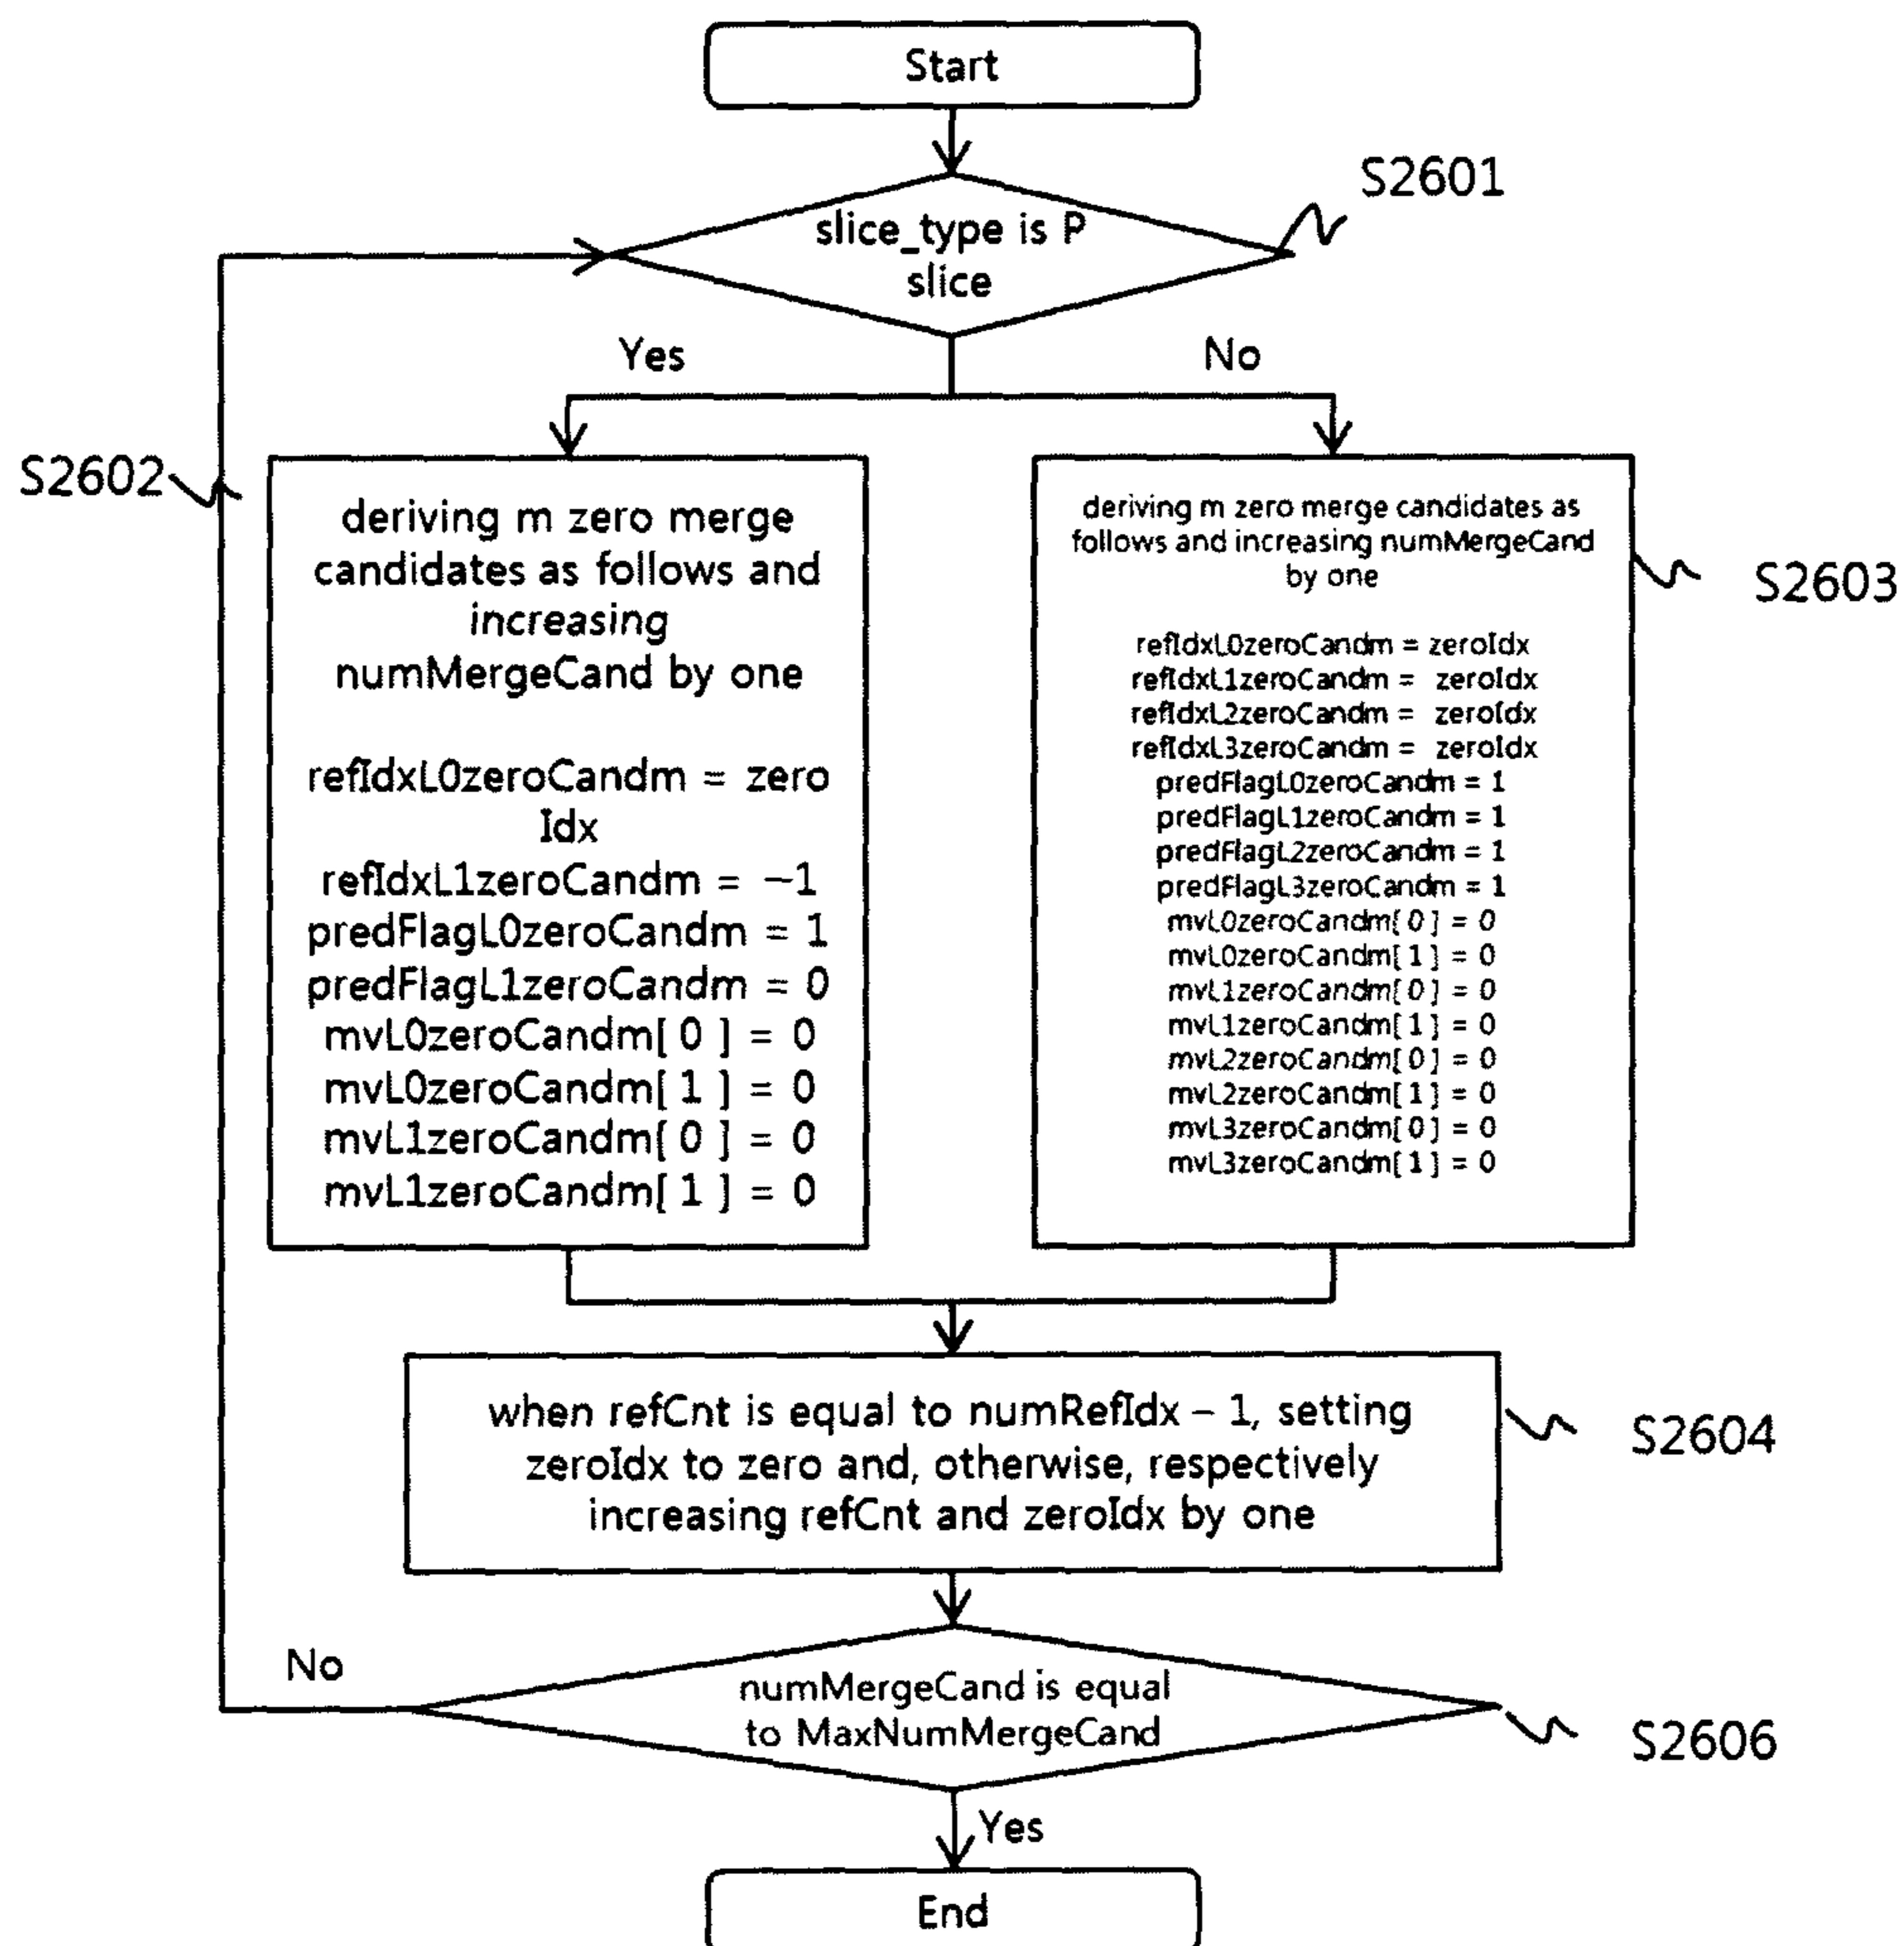 Start
S2601
slice_type is P
slice
Yes
No
S2602
deriving m zero merge
candidates as follows and
increasing
numMergeCand by one
refIdxL0zeroCandm = zero
Idx
refIdxL1zeroCandm = −1
predFlagL0zeroCandm = 1
predFlagL1zeroCandm = 0
mvL0zeroCandm[ 0 ] = 0
mvL0zeroCandm[ 1 ] = 0
mvL1zeroCandm[ 0 ] = 0
mvL1zeroCandm[ 1 ] = 0
deriving m zero merge candidates as
follows and increasing numMergeCand
by one
S2603
refIdxL0zeroCandm = zeroIdx
refIdxL1zeroCandm = zeroIdx
refIdxL2zeroCandm = zeroIdx
refIdxL3zeroCandm = zeroIdx
predFlagL0zeroCandm = 1
predFlagL1zeroCandm = 1
predFlagL2zeroCandm = 1
predFlagL3zeroCandm = 1
mvL0zeroCandm[ 0 ] = 0
mvL0zeroCandm[ 1 ] = 0
mvL1zeroCandm[ 0 ] = 0
mvL1zeroCandm[ 1 ] = 0
mvL2zeroCandm[ 0 ] = 0
mvL2zeroCandm[ 1 ] = 0
mvL3zeroCandm[ 0 ] = 0
mvL3zeroCandm[ 1 ] = 0
when refCnt is equal to numRefIdx – 1, setting
zeroIdx to zero and, otherwise, respectively
increasing refCnt and zeroIdx by one
S2604
No
numMergeCand is equal
to MaxNumMergeCand
S2606
Yes
End